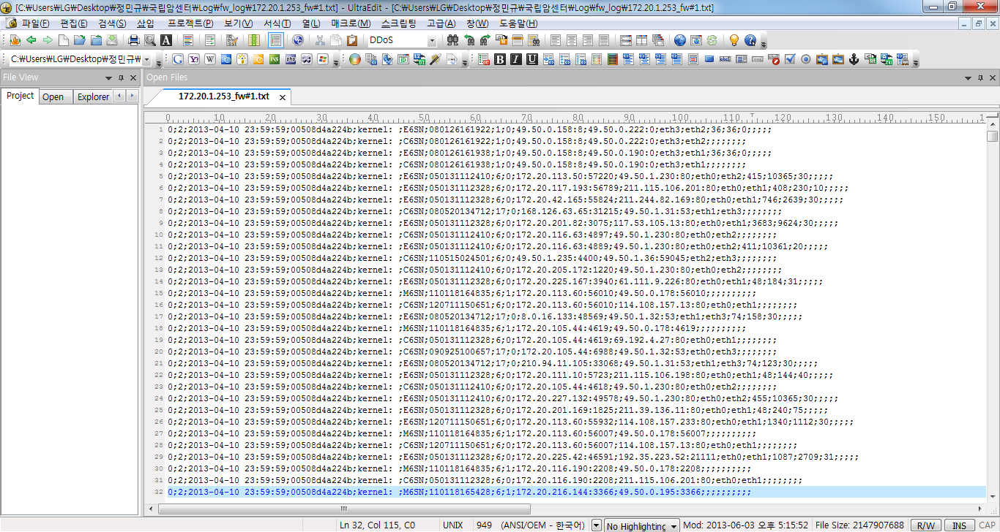 [C:\Users\LG\Desktop\정민규\국립암센터\Log\fw_log\172.20.1.253_fw#1.txt] - UltraEdit - [C:\Users\LG\Desktop\정민규\국립암센터\Log\fw_log\172.20.1.253_fw#1.txt]
파일(F) 편집(E) 검색(S) 삽입 프로젝트(P) 보기(V) 서식(T) 열(L) 매크로(M) 스크립팅 고급(A) 창(W) 도움말(H)
DDoS
C:\Users\LG\Desktop\정민규\
File View
Open Files
Project Open Explorer
172.20.1.253_fw#1.txt
0 10 20 30 40 50 60 70 80 90 100 110 120 130 140 150
1 0;2;2013-04-10 23:59:59;00508d4a224b;kernel: ;E6SN;080126161922;1;0;49.50.0.158:8;49.50.0.222:0;eth3;eth2;36;36;0;;;;;
2 0;2;2013-04-10 23:59:59;00508d4a224b;kernel: ;C6SN;080126161922;1;0;49.50.0.158:8;49.50.0.222:0;eth3;eth2;;;;;;;;
3 0;2;2013-04-10 23:59:59;00508d4a224b;kernel: ;E6SN;080126161938;1;0;49.50.0.158:8;49.50.0.190:0;eth3;eth1;36;36;0;;;;;
4 0;2;2013-04-10 23:59:59;00508d4a224b;kernel: ;C6SN;080126161938;1;0;49.50.0.158:8;49.50.0.190:0;eth3;eth1;;;;;;;;
5 0;2;2013-04-10 23:59:59;00508d4a224b;kernel: ;E6SN;050131112410;6;0;172.20.113.50:57220;49.50.1.230:80;eth0;eth2;415;10365;30;;;;;
6 0;2;2013-04-10 23:59:59;00508d4a224b;kernel: ;E6SN;050131112328;6;0;172.20.117.193:56789;211.115.106.201:80;eth0;eth1;408;230;10;;;;;
7 0;2;2013-04-10 23:59:59;00508d4a224b;kernel: ;E6SN;050131112328;6;0;172.20.42.165:55824;211.244.82.169:80;eth0;eth1;746;2639;30;;;;;
8 0;2;2013-04-10 23:59:59;00508d4a224b;kernel: ;C6SN;080520134712;17;0;168.126.63.65:31215;49.50.1.31:53;eth1;eth3;;;;;;;;
9 0;2;2013-04-10 23:59:59;00508d4a224b;kernel: ;E6SN;050131112328;6;0;172.20.201.82:3075;117.53.105.13:80;eth0;eth1;3683;9624;30;;;;;
10 0;2;2013-04-10 23:59:59;00508d4a224b;kernel: ;C6SN;050131112410;6;0;172.20.116.63:4897;49.50.1.230:80;eth0;eth2;;;;;;;;
11 0;2;2013-04-10 23:59:59;00508d4a224b;kernel: ;E6SN;050131112410;6;0;172.20.116.63:4889;49.50.1.230:80;eth0;eth2;411;10361;20;;;;;
12 0;2;2013-04-10 23:59:59;00508d4a224b;kernel: ;C6SN;110515024501;6;0;49.50.1.235:4400;49.50.1.36:59045;eth2;eth3;;;;;;;;
13 0;2;2013-04-10 23:59:59;00508d4a224b;kernel: ;C6SN;050131112410;6;0;172.20.205.172:1220;49.50.1.230:80;eth0;eth2;;;;;;;;
14 0;2;2013-04-10 23:59:59;00508d4a224b;kernel: ;E6SN;050131112328;6;0;172.20.225.167:3940;61.111.9.226:80;eth0;eth1;48;184;31;;;;;
15 0;2;2013-04-10 23:59:59;00508d4a224b;kernel: ;M6SN;110118164835;6;1;172.20.113.60:56010;49.50.0.178:56010;;;;;;;;;;
16 0;2;2013-04-10 23:59:59;00508d4a224b;kernel: ;C6SN;120711150651;6;0;172.20.113.60:56010;114.108.157.13:80;eth0;eth1;;;;;;;;
17 0;2;2013-04-10 23:59:59;00508d4a224b;kernel: ;E6SN;080520134712;17;0;8.0.16.133:48569;49.50.1.32:53;eth1;eth3;74;158;30;;;;;
18 0;2;2013-04-10 23:59:59;00508d4a224b;kernel: ;M6SN;110118164835;6;1;172.20.105.44:4619;49.50.0.178:4619;;;;;;;;;;
19 0;2;2013-04-10 23:59:59;00508d4a224b;kernel: ;C6SN;050131112328;6;0;172.20.105.44:4619;69.192.4.27:80;eth0;eth1;;;;;;;;
20 0;2;2013-04-10 23:59:59;00508d4a224b;kernel: ;C6SN;090925100657;17;0;172.20.105.44:6988;49.50.1.32:53;eth0;eth3;;;;;;;;
21 0;2;2013-04-10 23:59:59;00508d4a224b;kernel: ;E6SN;080520134712;17;0;210.94.11.105:33068;49.50.1.31:53;eth1;eth3;74;123;30;;;;;
22 0;2;2013-04-10 23:59:59;00508d4a224b;kernel: ;E6SN;050131112328;6;0;172.20.111.10:5723;211.115.106.198:80;eth0;eth1;48;144;40;;;;;
23 0;2;2013-04-10 23:59:59;00508d4a224b;kernel: ;C6SN;050131112410;6;0;172.20.105.44:4618;49.50.1.230:80;eth0;eth2;;;;;;;;
24 0;2;2013-04-10 23:59:59;00508d4a224b;kernel: ;E6SN;050131112410;6;0;172.20.227.132:49578;49.50.1.230:80;eth0;eth2;455;10365;30;;;;;
25 0;2;2013-04-10 23:59:59;00508d4a224b;kernel: ;E6SN;050131112328;6;0;172.20.201.169:1825;211.39.136.11:80;eth0;eth1;48;240;75;;;;;
26 0;2;2013-04-10 23:59:59;00508d4a224b;kernel: ;E6SN;120711150651;6;0;172.20.113.60:55932;114.108.157.233:80;eth0;eth1;1340;1112;30;;;;;
27 0;2;2013-04-10 23:59:59;00508d4a224b;kernel: ;M6SN;110118164835;6;1;172.20.113.60:56007;49.50.0.178:56007;;;;;;;;;;
28 0;2;2013-04-10 23:59:59;00508d4a224b;kernel: ;C6SN;120711150651;6;0;172.20.113.60:56007;114.108.157.13:80;eth0;eth1;;;;;;;;
29 0;2;2013-04-10 23:59:59;00508d4a224b;kernel: ;E6SN;050131112328;6;0;172.20.225.42:46591;192.35.223.52:21111;eth0;eth1;1087;2709;31;;;;;
30 0;2;2013-04-10 23:59:59;00508d4a224b;kernel: ;M6SN;110118164835;6;1;172.20.116.190:2208;49.50.0.178:2208;;;;;;;;;;
31 0;2;2013-04-10 23:59:59;00508d4a224b;kernel: ;C6SN;050131112328;6;0;172.20.116.190:2208;211.115.106.201:80;eth0;eth1;;;;;;;;
32 0;2;2013-04-10 23:59:59;00508d4a224b;kernel: ;M6SN;110118165428;6;1;172.20.216.144:3366;49.50.0.195:3366;;;;;;;;;;
Ln 32, Col 115, C0 UNIX 949 (ANSI/OEM - 한국어) No Highlighting Mod: 2013-06-03 오후 5:15:52 File Size: 2147907688 R/W INS CAP